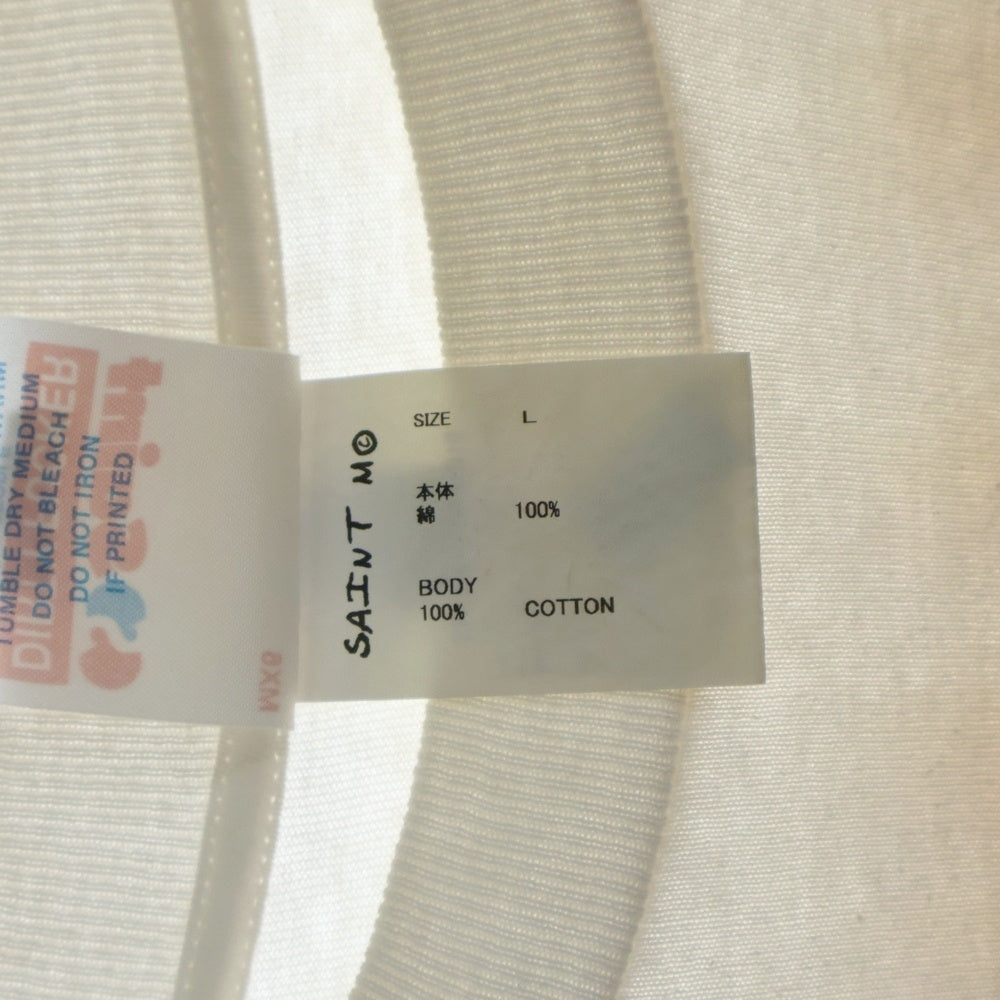 SAINT M©
SIZE L
本体
綿 100%
BODY
100% COTTON
TUMBLE DRY MEDIUM
DO NOT BLEACH
DO NOT IRON
IF PRINTED
MX6